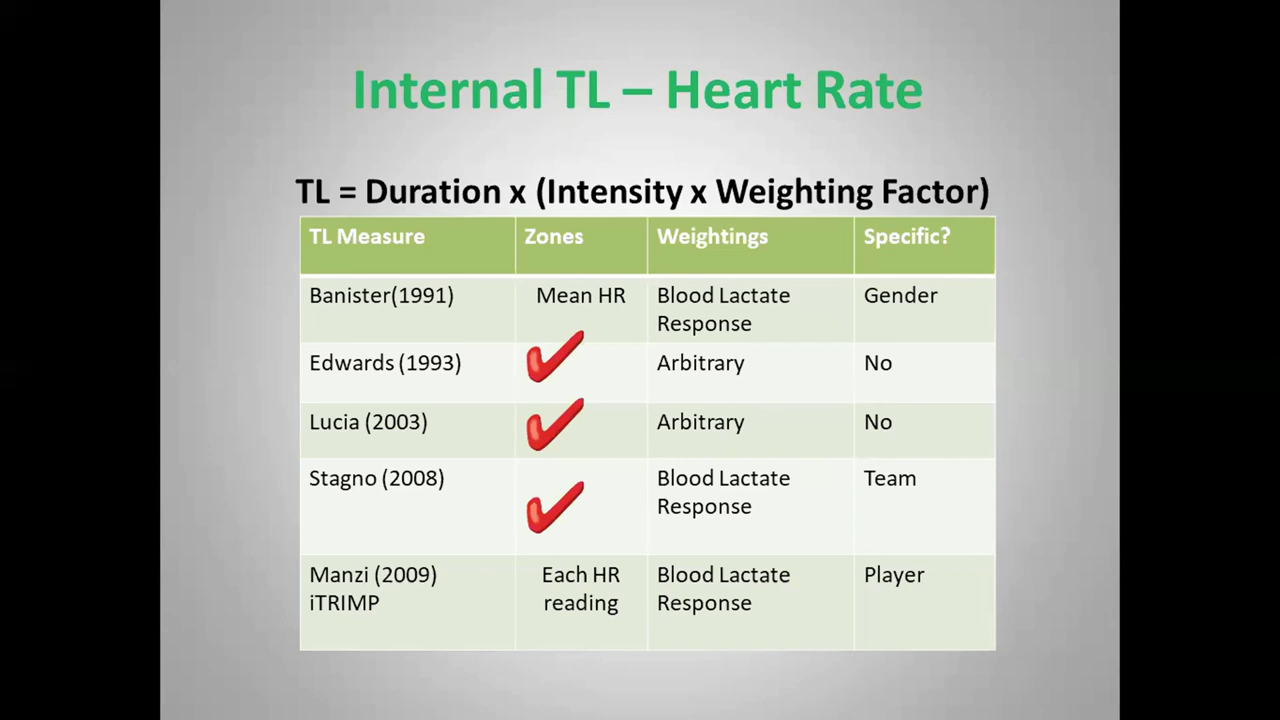 Internal TL – Heart Rate
TL = Duration x (Intensity x Weighting Factor)
TL Measure Zones Weightings Specific?
Banister(1991) Mean HR Blood Lactate Response Gender
Edwards (1993) Arbitrary No
Lucia (2003) Arbitrary No
Stagno (2008) Blood Lactate Response Team
Manzi (2009) iTRIMP Each HR reading Blood Lactate Response Player